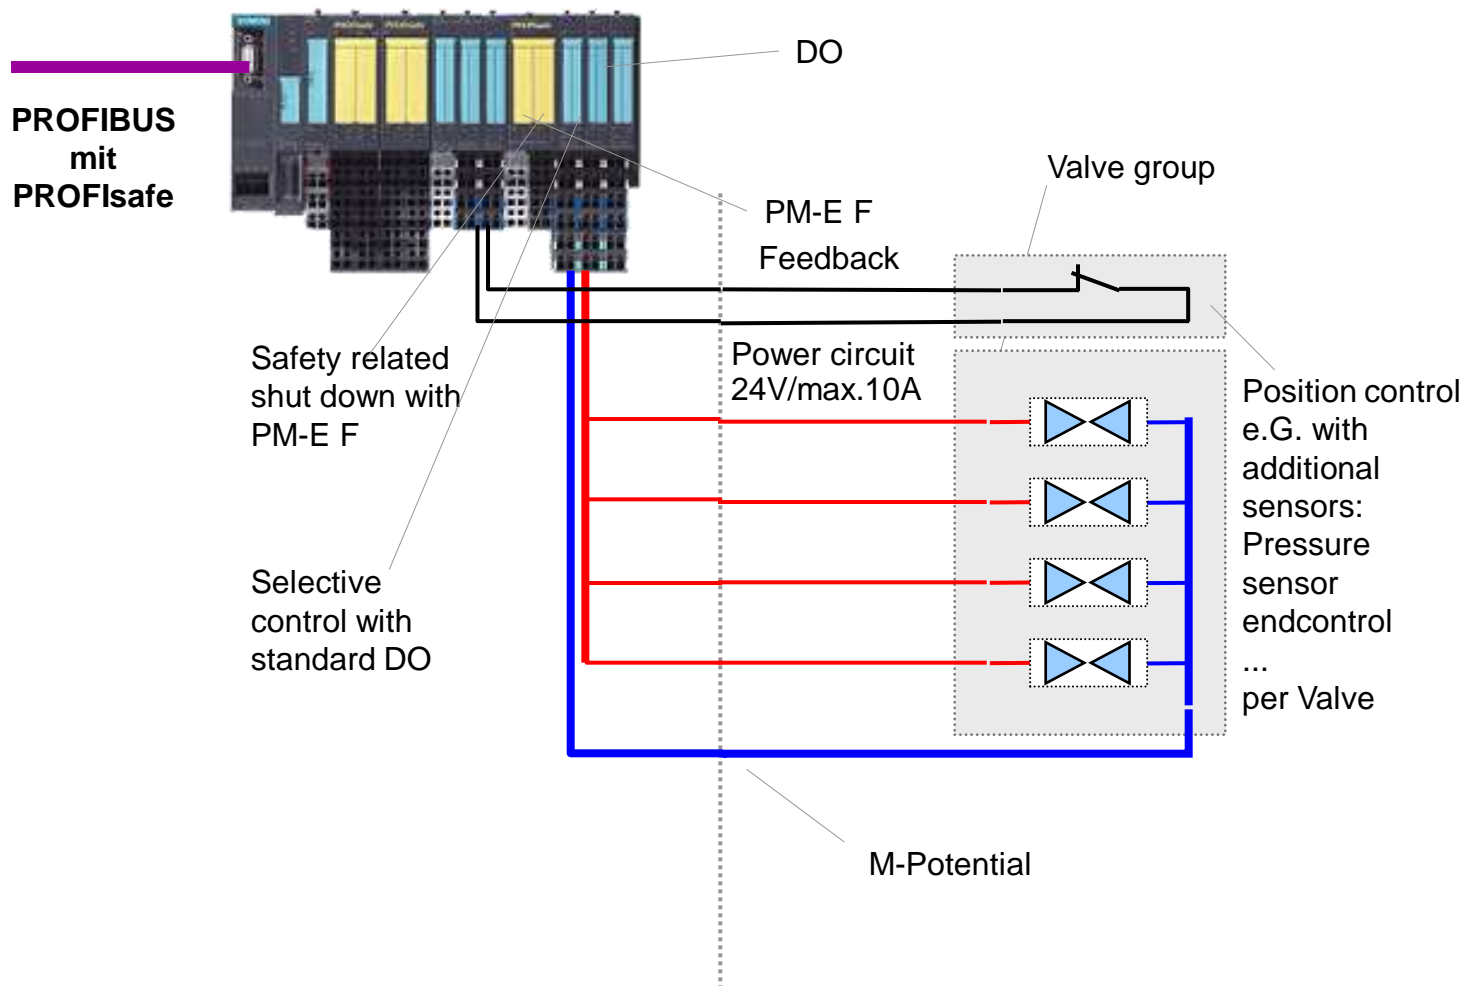 SIEMENS
DO
PROFIBUS
mit
PROFIsafe
Valve group
PM-E F
Feedback
Safety related
shut down with
PM-E F
Power circuit
24V/max.10A
Position control
e.G. with
additional
sensors:
Pressure
sensor
endcontrol
...
per Valve
Selective
control with
standard DO
M-Potential